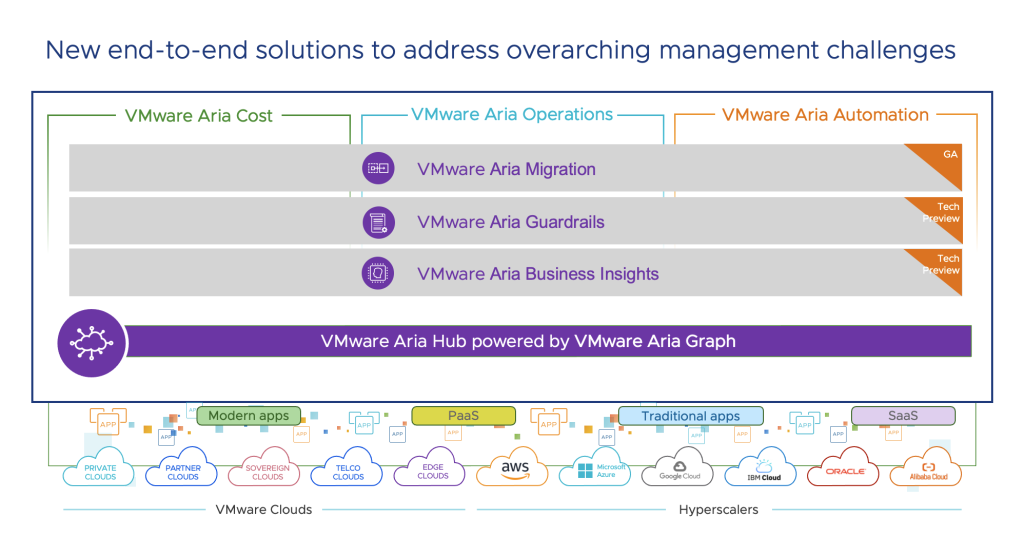 New end-to-end solutions to address overarching management challenges
VMware Aria Cost
VMware Aria Operations
VMware Aria Automation
VMware Aria Migration
GA
VMware Aria Guardrails
Tech
Preview
VMware Aria Business Insights
Tech
Preview
VMware Aria Hub powered by VMware Aria Graph
APP
APP
Modern apps
APP
APP
APP
PaaS
APP
APP
APP
Traditional apps
APP
APP
SaaS
APP
APP
PRIVATE
CLOUDS
PARTNER
CLOUDS
SOVEREIGN
CLOUDS
TELCO
CLOUDS
EDGE
CLOUDS
aws
Microsoft
Azure
Google Cloud
IBM Cloud
ORACLE
Alibaba Cloud
VMware Clouds
Hyperscalers